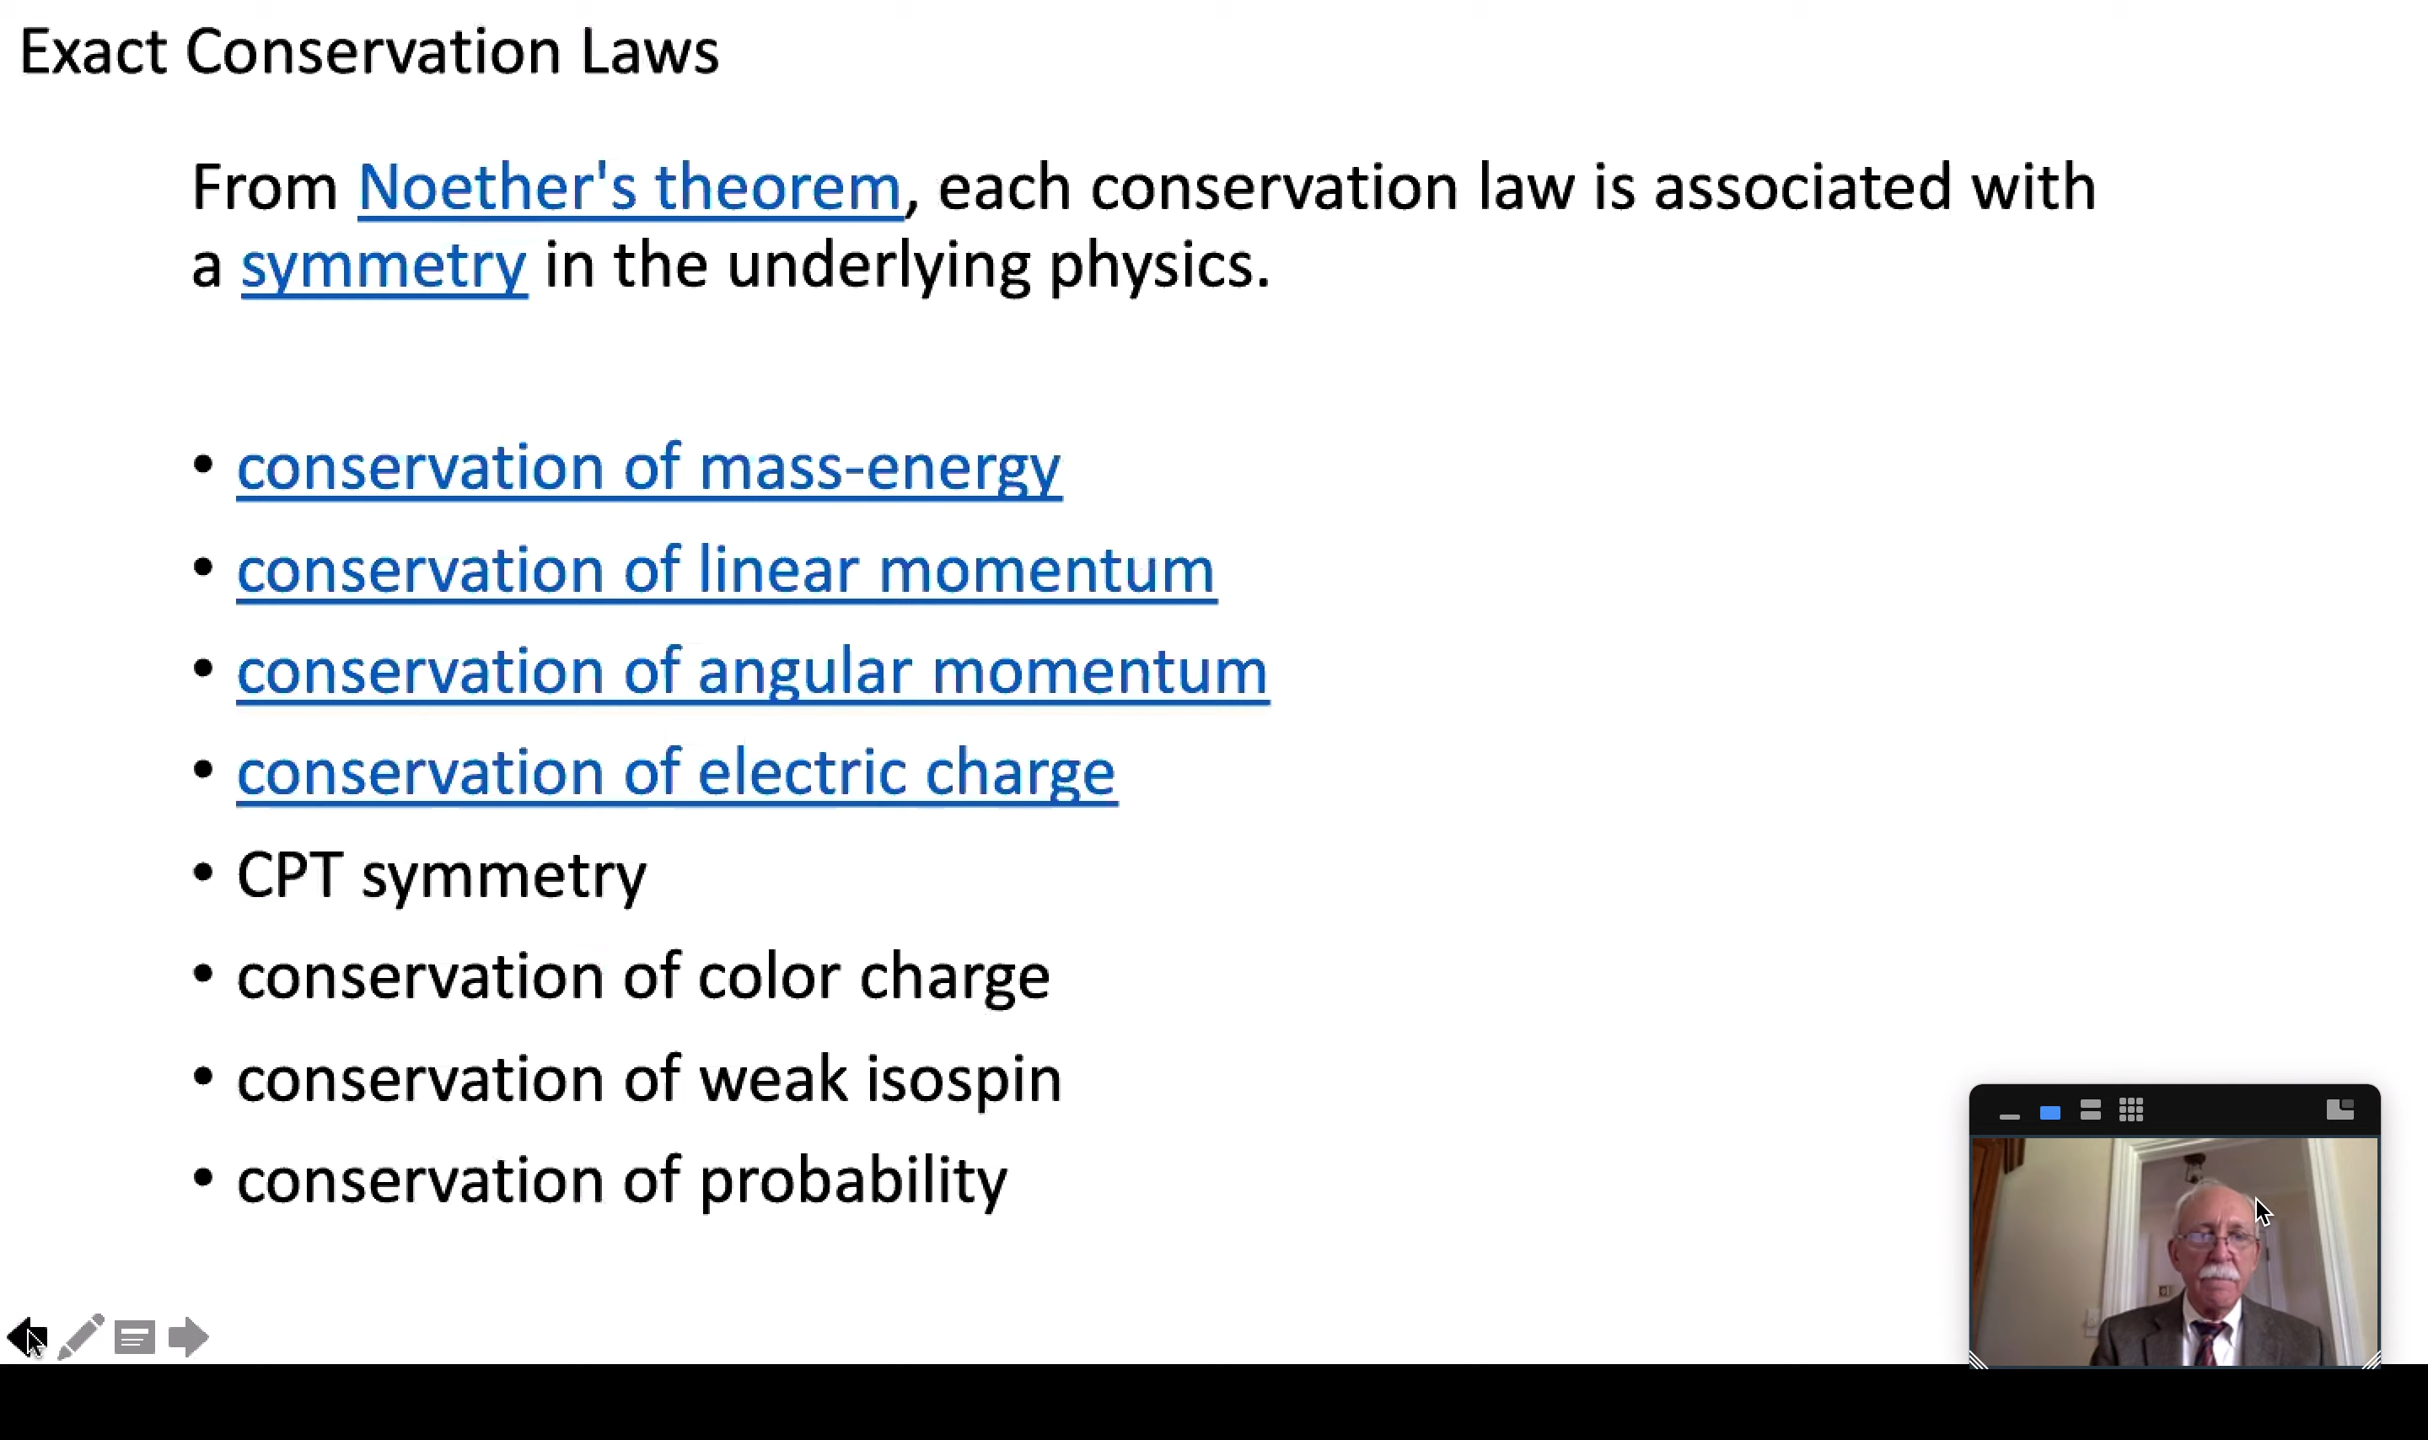 Exact Conservation Laws
From Noether's theorem, each conservation law is associated with
a symmetry in the underlying physics.
• conservation of mass-energy
• conservation of linear momentum
• conservation of angular momentum
• conservation of electric charge
• CPT symmetry
• conservation of color charge
• conservation of weak isospin
• conservation of probability